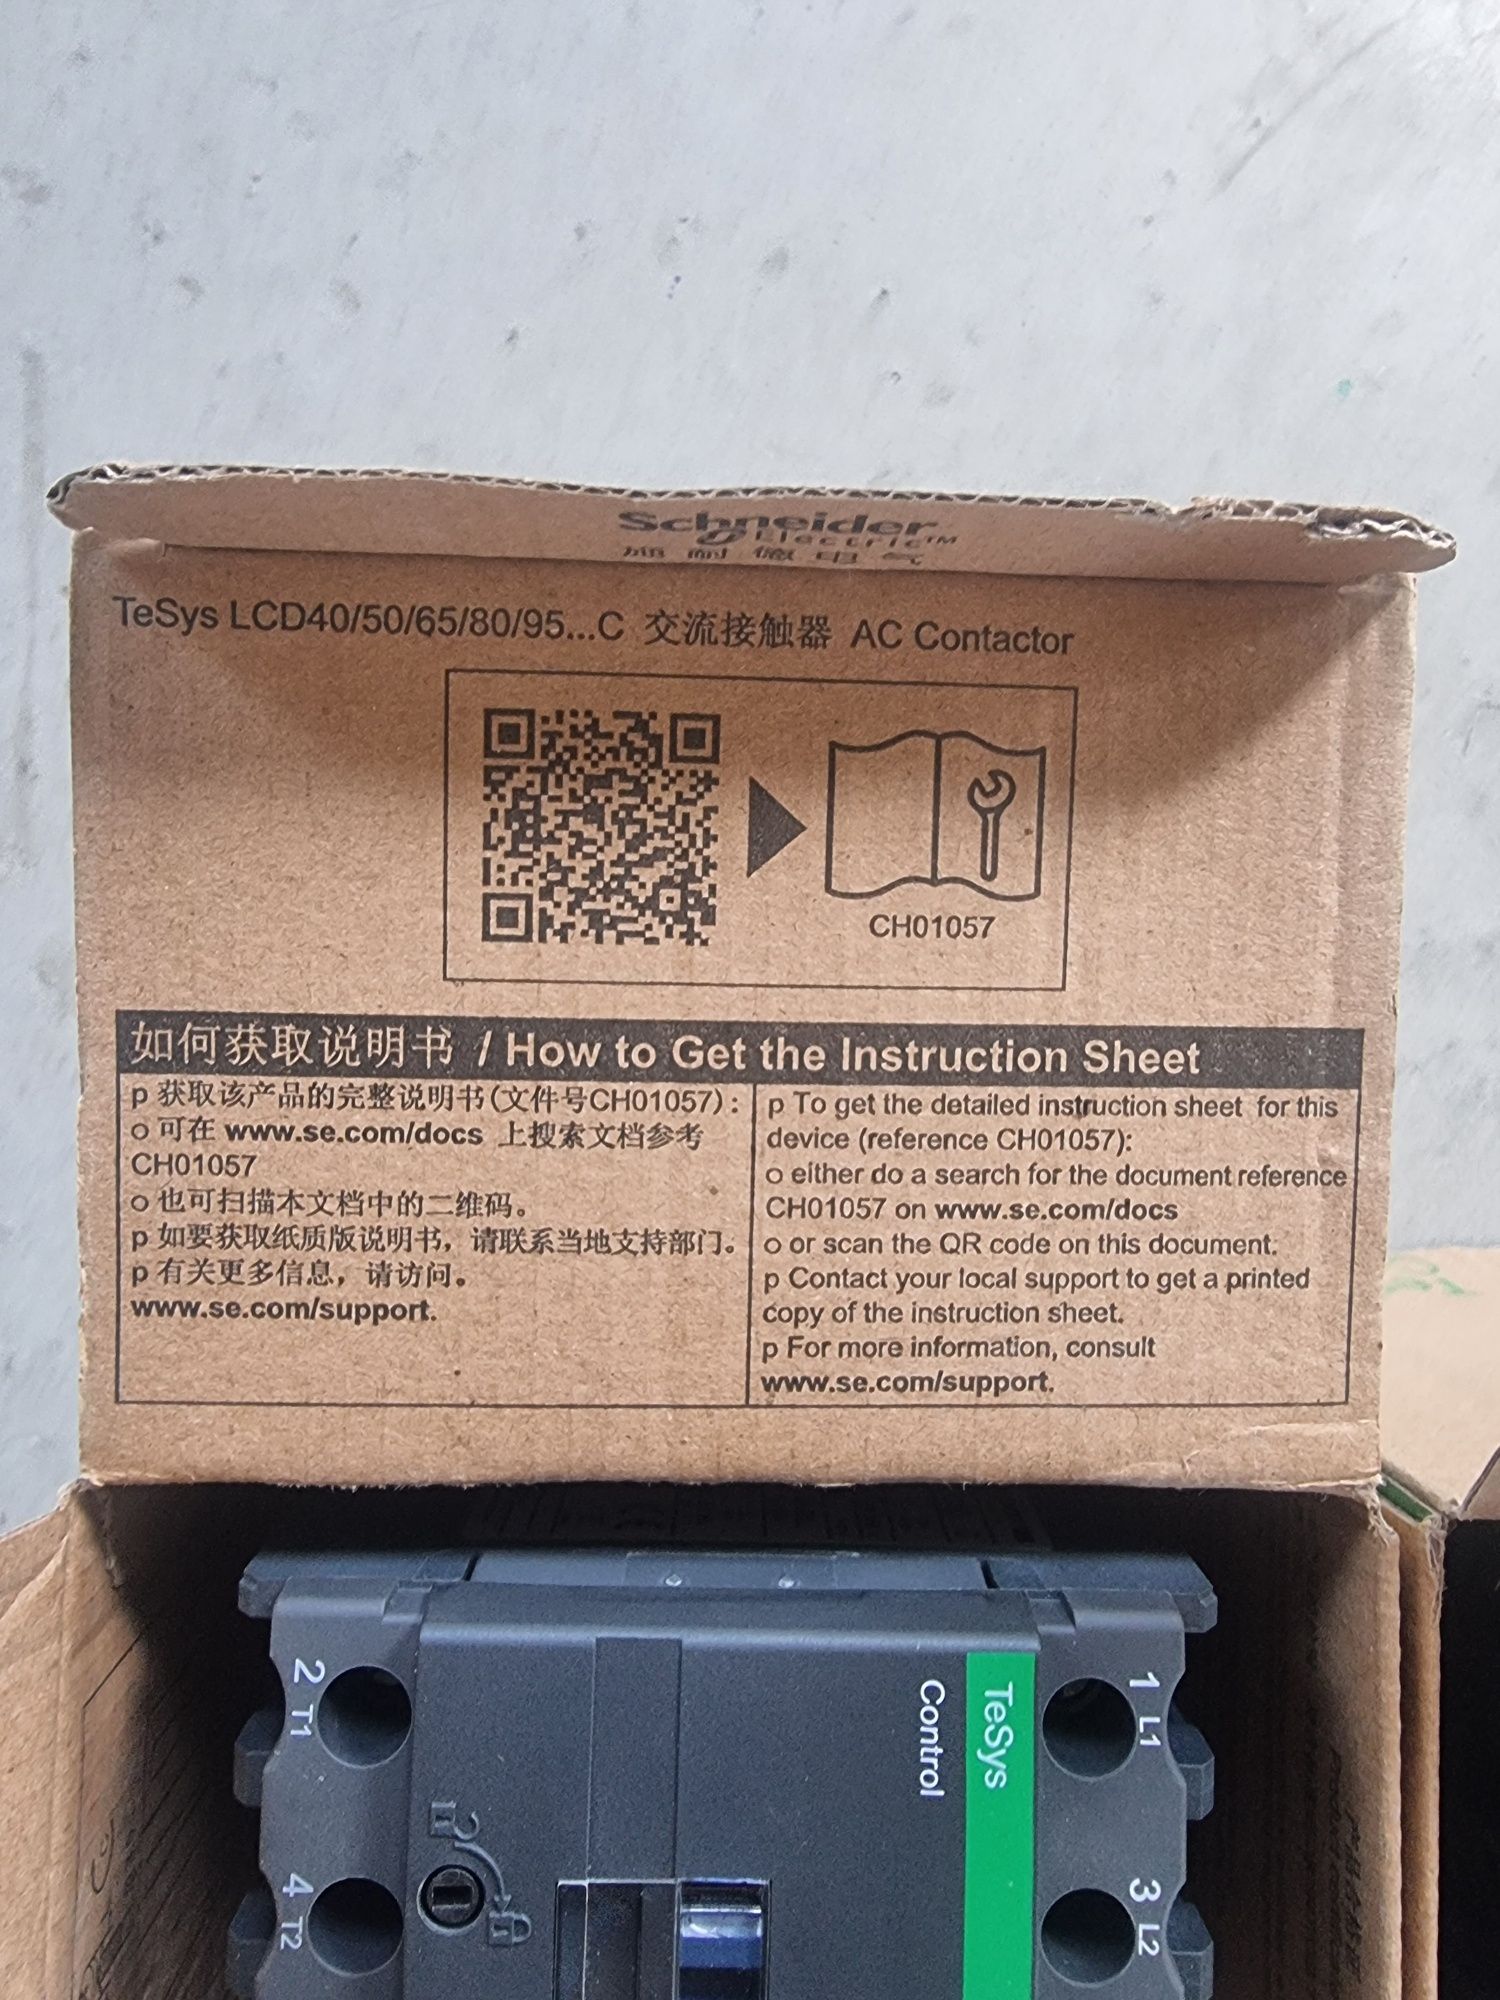 Schneider
Electric™
施耐德电气
TeSys LCD40/50/65/80/95...C 交流接触器 AC Contactor
CH01057
如何获取说明书 / How to Get the Instruction Sheet
p 获取该产品的完整说明书(文件号CH01057)：
o 可在 www.se.com/docs 上搜索文档参考
CH01057
o 也可扫描本文档中的二维码。
p 如要获取纸质版说明书，请联系当地支持部门。
p 有关更多信息，请访问。
www.se.com/support.
p To get the detailed instruction sheet for this
device (reference CH01057):
o either do a search for the document reference
CH01057 on www.se.com/docs
o or scan the QR code on this document.
p Contact your local support to get a printed
copy of the instruction sheet.
p For more information, consult
www.se.com/support.
2 T1
4 T2
TeSys
Control
1 L1
3 L2